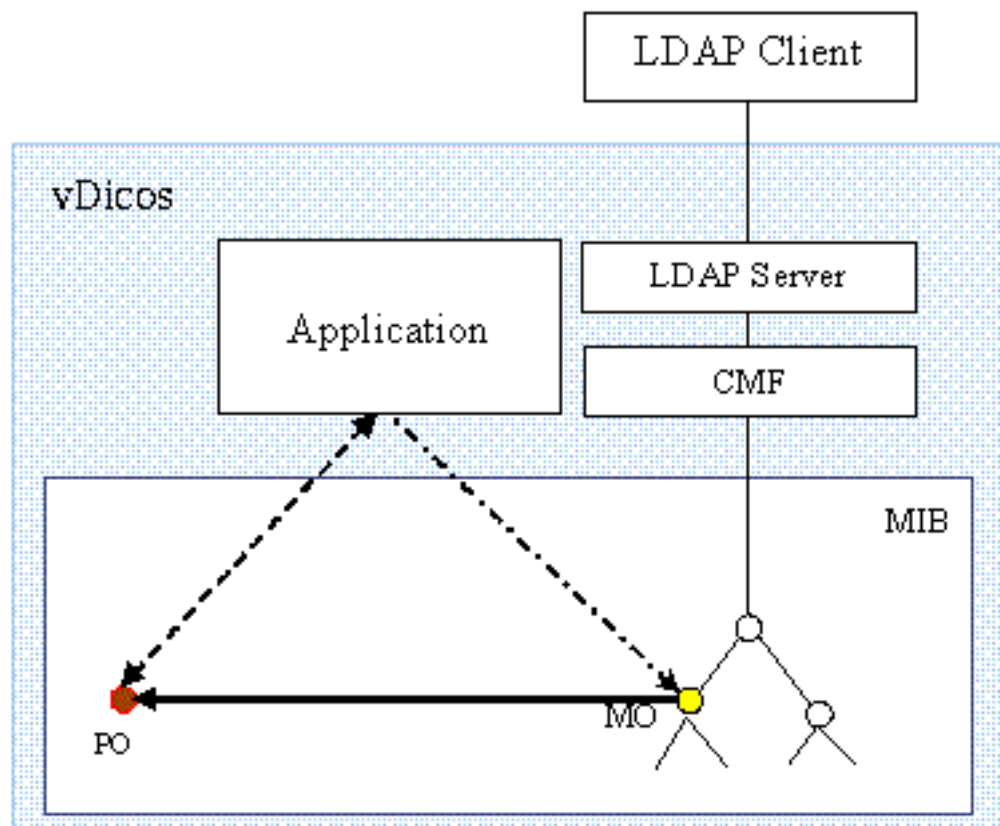 LDAP Client
vDicos
LDAP Server
Application
CMF
MIB
MO
PO